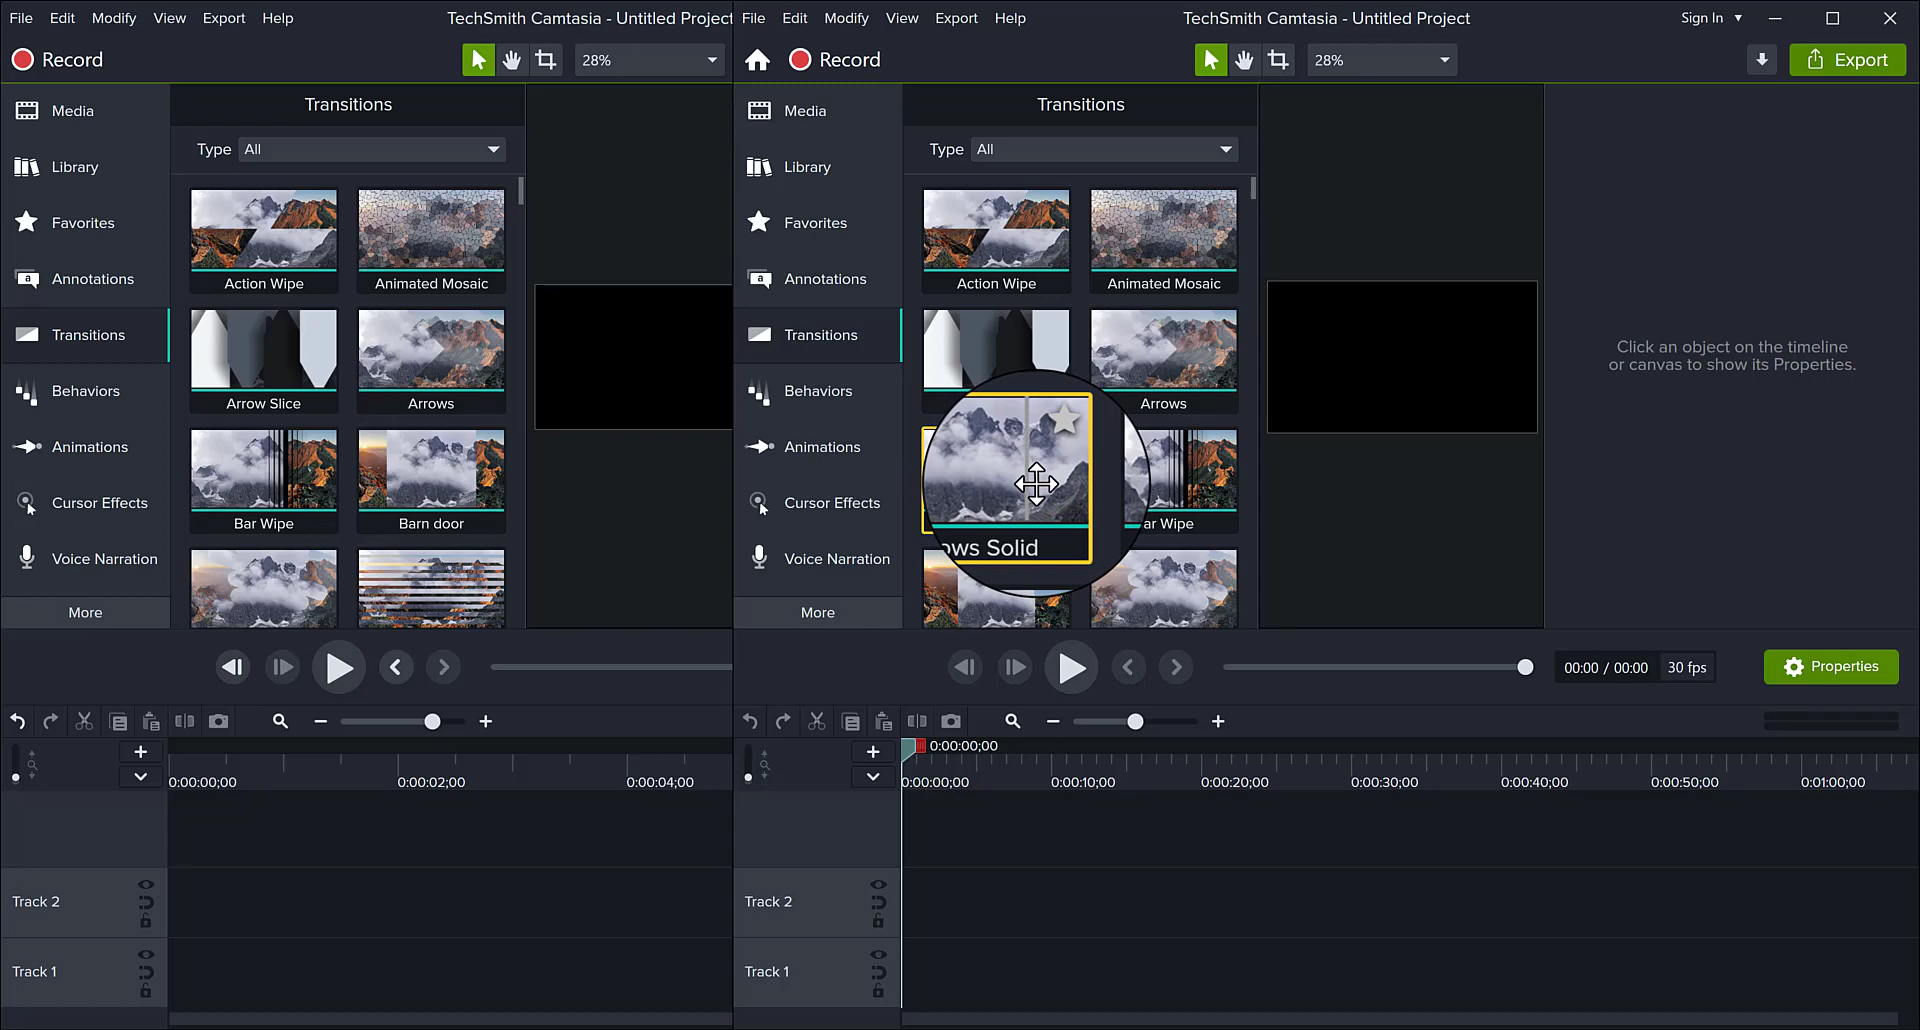 File Edit Modify View Export Help
TechSmith Camtasia - Untitled Project
Record
28%
Media
Library
Favorites
Annotations
Transitions
Behaviors
Animations
Cursor Effects
Voice Narration
More
Transitions
Type All
Action Wipe
Animated Mosaic
Arrow Slice
Arrows
Bar Wipe
Barn door
0:00:00;00 0:00:02;00 0:00:04;00
Track 2
Track 1
File Edit Modify View Export Help
TechSmith Camtasia - Untitled Project
Sign In
Record
28%
Export
Media
Library
Favorites
Annotations
Transitions
Behaviors
Animations
Cursor Effects
Voice Narration
More
Transitions
Type All
Action Wipe
Animated Mosaic
Arrows
ows Solid
ar Wipe
Click an object on the timeline
or canvas to show its Properties.
00:00 / 00:00 30 fps
Properties
0:00:00;00
0:00:00;00 0:00:10;00 0:00:20;00 0:00:30;00 0:00:40;00 0:00:50;00 0:01:00;00
Track 2
Track 1